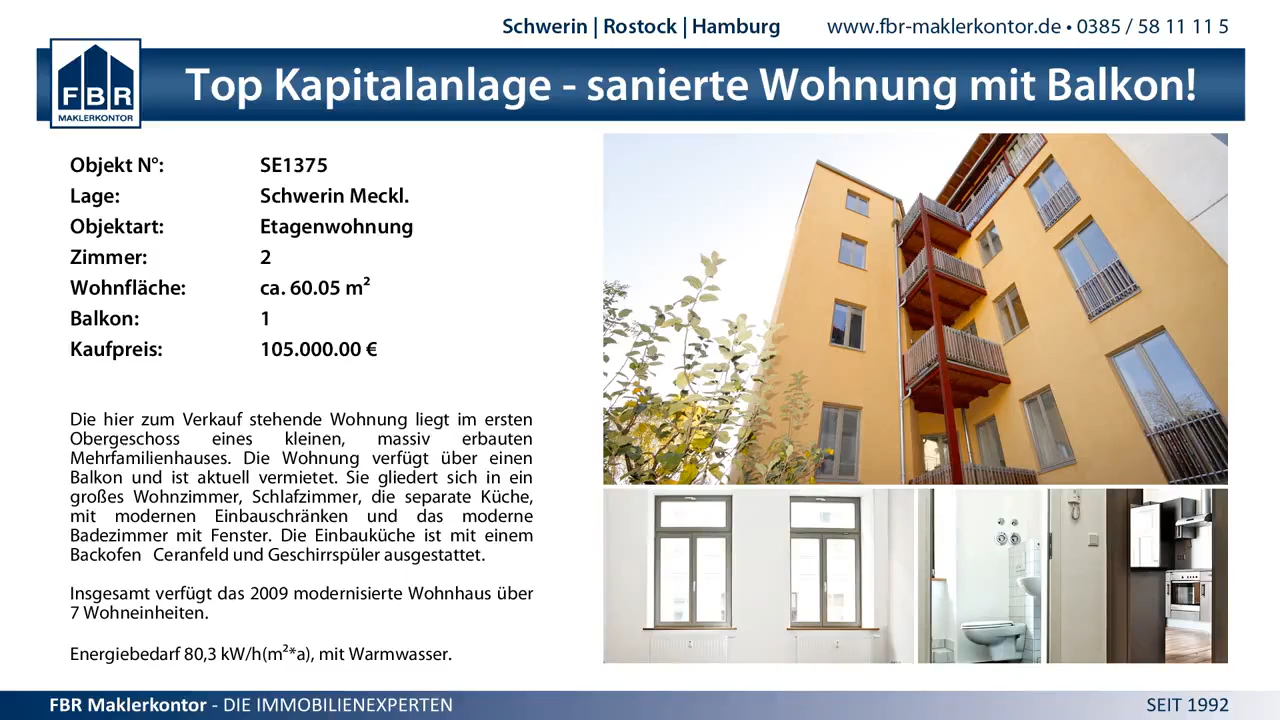 Schwerin | Rostock | Hamburg www.fbr-maklerkontor.de • 0385 / 58 11 11 5
FBR
MAKLERKONTOR
Top Kapitalanlage - sanierte Wohnung mit Balkon!
Objekt N°: SE1375
Lage: Schwerin Meckl.
Objektart: Etagenwohnung
Zimmer: 2
Wohnfläche: ca. 60.05 m²
Balkon: 1
Kaufpreis: 105.000.00 €
Die hier zum Verkauf stehende Wohnung liegt im ersten
Obergeschoss eines kleinen, massiv erbauten
Mehrfamilienhauses. Die Wohnung verfügt über einen
Balkon und ist aktuell vermietet. Sie gliedert sich in ein
großes Wohnzimmer, Schlafzimmer, die separate Küche,
mit modernen Einbauschränken und das moderne
Badezimmer mit Fenster. Die Einbauküche ist mit einem
Backofen Ceranfeld und Geschirrspüler ausgestattet.
Insgesamt verfügt das 2009 modernisierte Wohnhaus über
7 Wohneinheiten.
Energiebedarf 80,3 kW/h(m²*a), mit Warmwasser.
FBR Maklerkontor - DIE IMMOBILIENEXPERTEN SEIT 1992